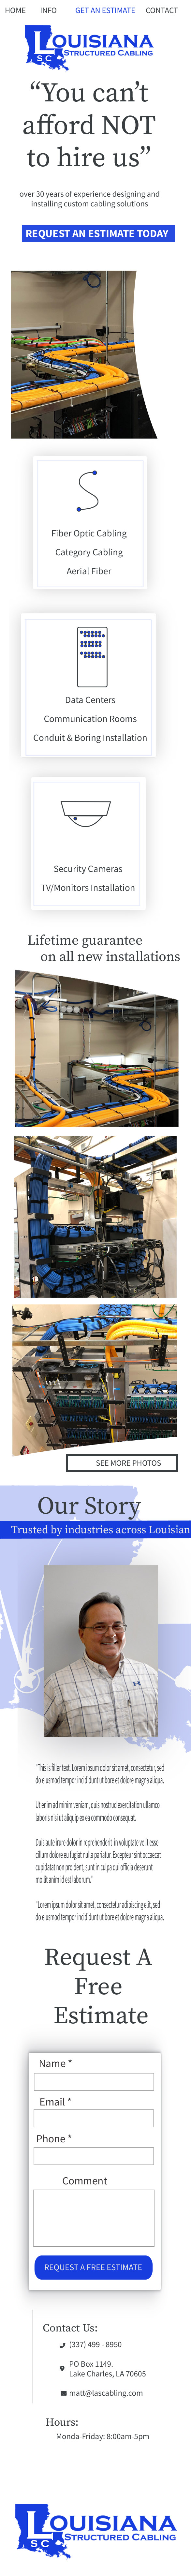 HOME INFO GET AN ESTIMATE CONTACT
LOUISIANA
SC STRUCTURED CABLING
“You can’t
afford NOT
to hire us”
over 30 years of experience designing and
installing custom cabling solutions
REQUEST AN ESTIMATE TODAY
Fiber Optic Cabling
Category Cabling
Aerial Fiber
Data Centers
Communication Rooms
Conduit & Boring Installation
Security Cameras
TV/Monitors Installation
Lifetime guarantee
on all new installations
SEE MORE PHOTOS
Our Story
Trusted by industries across Louisian
"This is filler text. Lorem ipsum dolor sit amet, consectetur, sed
do eiusmod tempor incididunt ut bore et dolore magna aliqua.
Ut enim ad minim veniam, quis nostrud exercitation ullamco
laboris nisi ut aliquip ex ea commodo consequat.
Duis aute irure dolor in reprehenderit in voluptate velit esse
cillum dolore eu fugiat nulla pariatur. Excepteur sint occaecat
cupidatat non proident, sunt in culpa qui officia deserunt
mollit anim id est laborum."
"Lorem ipsum dolor sit amet, consectetur adipiscing elit, sed
do eiusmod tempor incididunt ut bore et dolore magna aliqua.
Request A
Free
Estimate
Name *
Email *
Phone *
Comment
REQUEST A FREE ESTIMATE
Contact Us:
(337) 499 - 8950
PO Box 1149.
Lake Charles, LA 70605
matt@lascabling.com
Hours:
Monda-Friday: 8:00am-5pm
LOUISIANA
SC STRUCTURED CABLING